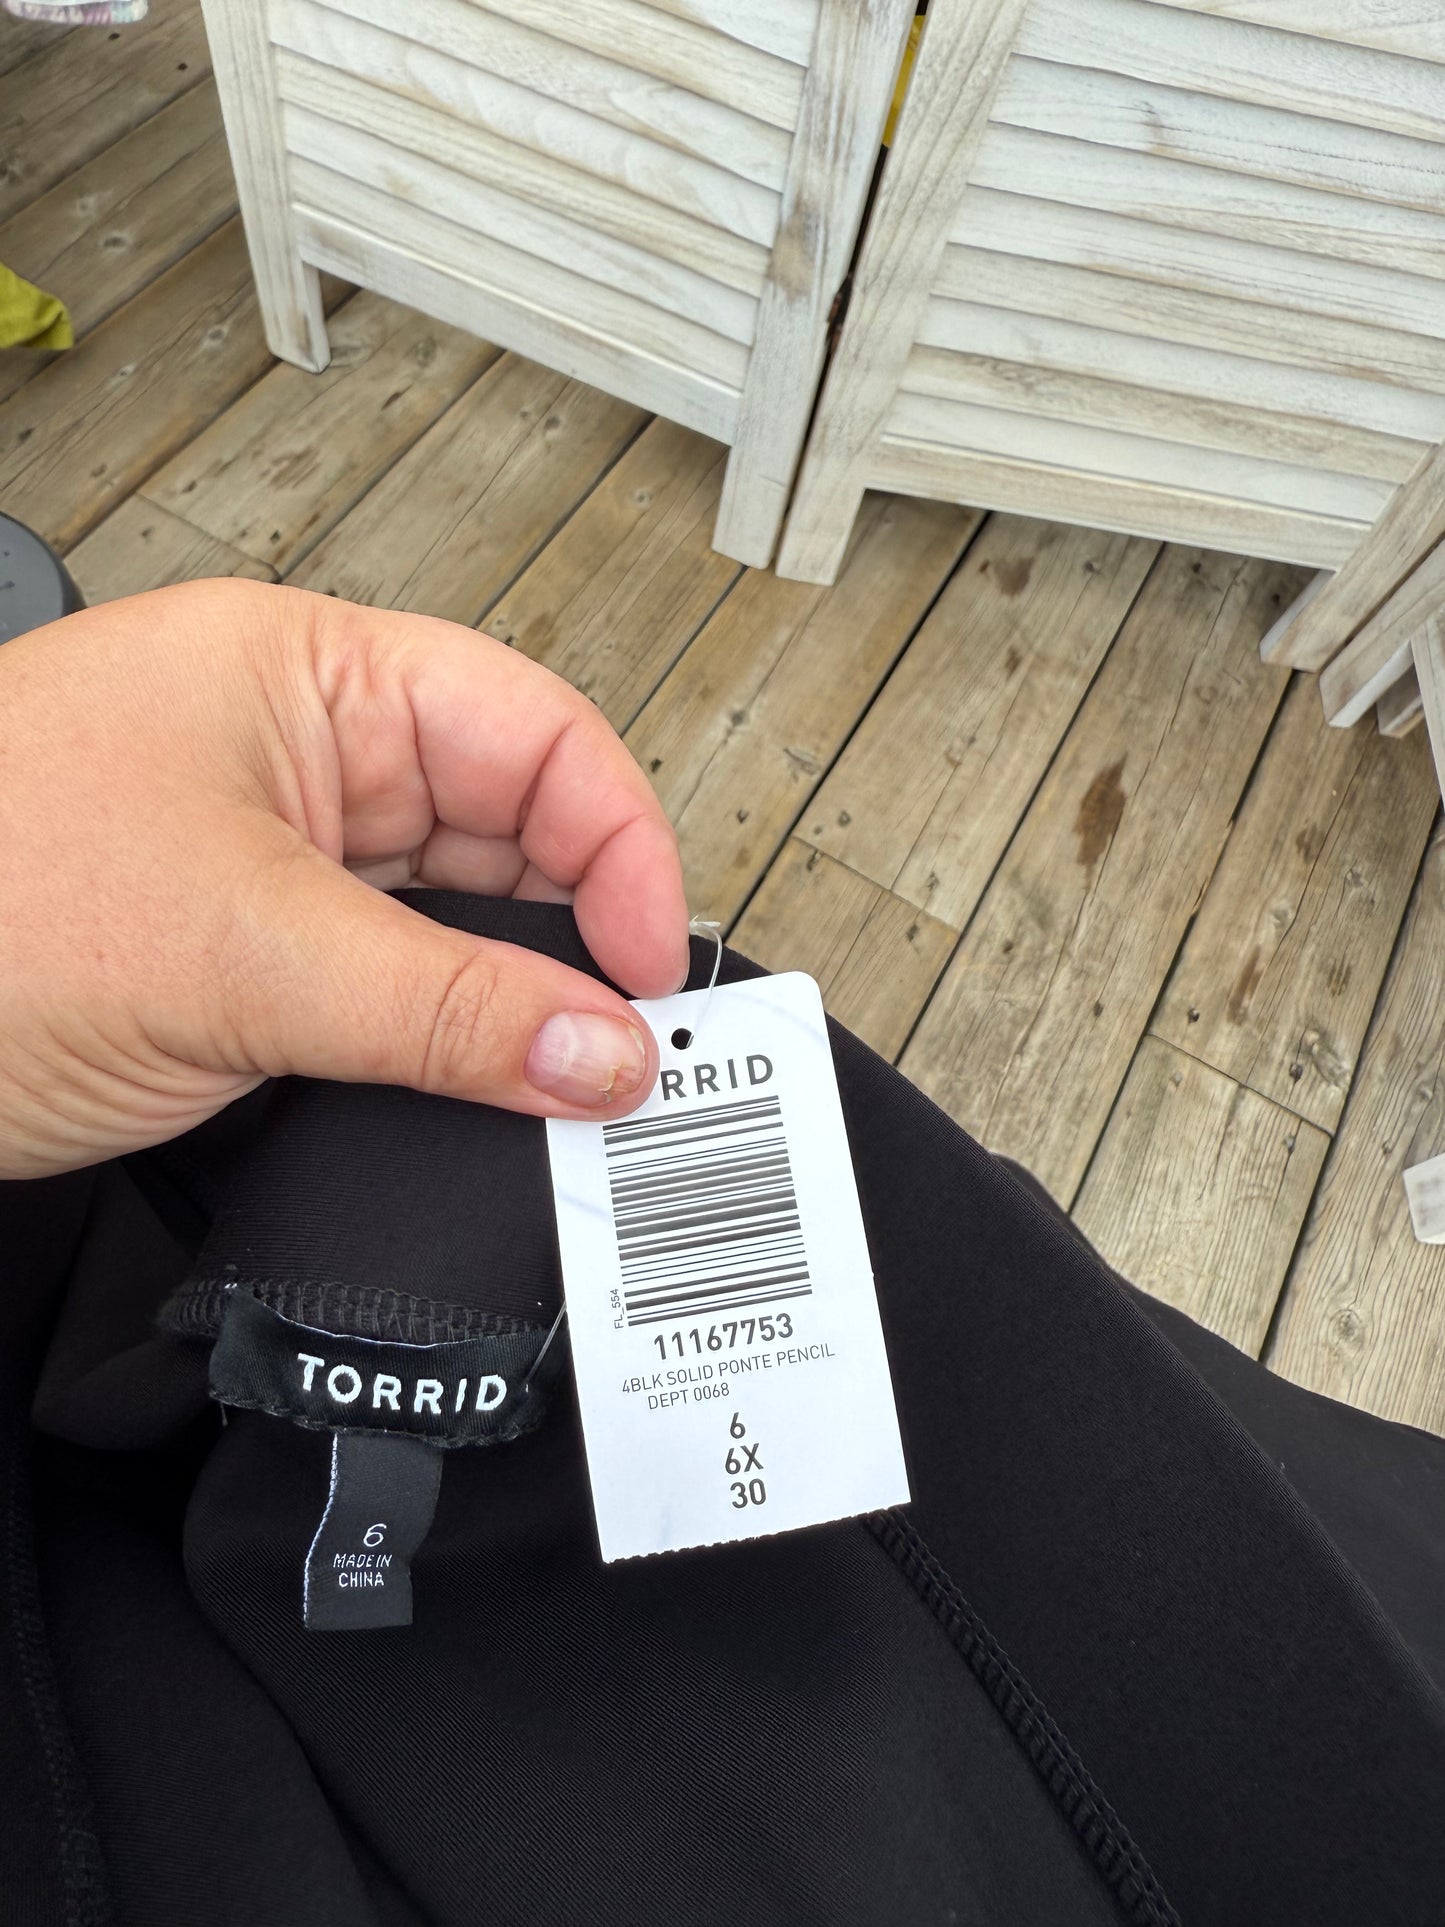 RRID
FL_554
11167753
4BLK SOLID PONTE PENCIL
DEPT 0068
6
6X
30
TORRID
6
MADE IN
CHINA